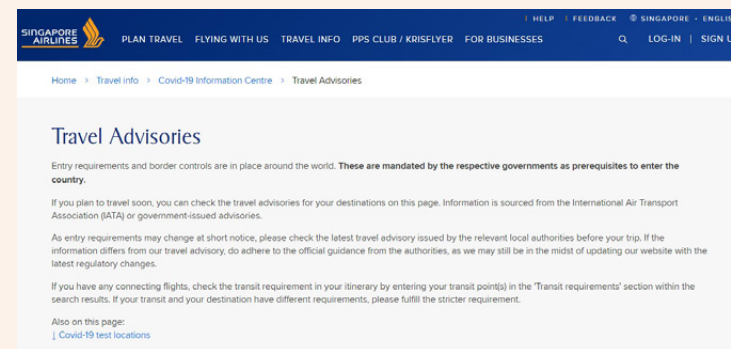 HELP FEEDBACK SINGAPORE - ENGLIS
SINGAPORE AIRLINES PLAN TRAVEL FLYING WITH US TRAVEL INFO PPS CLUB / KRISFLYER FOR BUSINESSES LOG-IN | SIGN U
Home > Travel info > Covid-19 Information Centre > Travel Advisories
Travel Advisories
Entry requirements and border controls are in place around the world. These are mandated by the respective governments as prerequisites to enter the
country.
If you plan to travel soon, you can check the travel advisories for your destinations on this page. Information is sourced from the International Air Transport
Association (IATA) or government-issued advisories.
As entry requirements may change at short notice, please check the latest travel advisory issued by the relevant local authorities before your trip. If the
information differs from our travel advisory, do adhere to the official guidance from the authorities, as we may still be in the midst of updating our website with the
latest regulatory changes.
If you have any connecting flights, check the transit requirement in your itinerary by entering your transit point(s) in the 'Transit requirements' section within the
search results. If your transit and your destination have different requirements, please fulfill the stricter requirement.
Also on this page:
↓ Covid-19 test locations